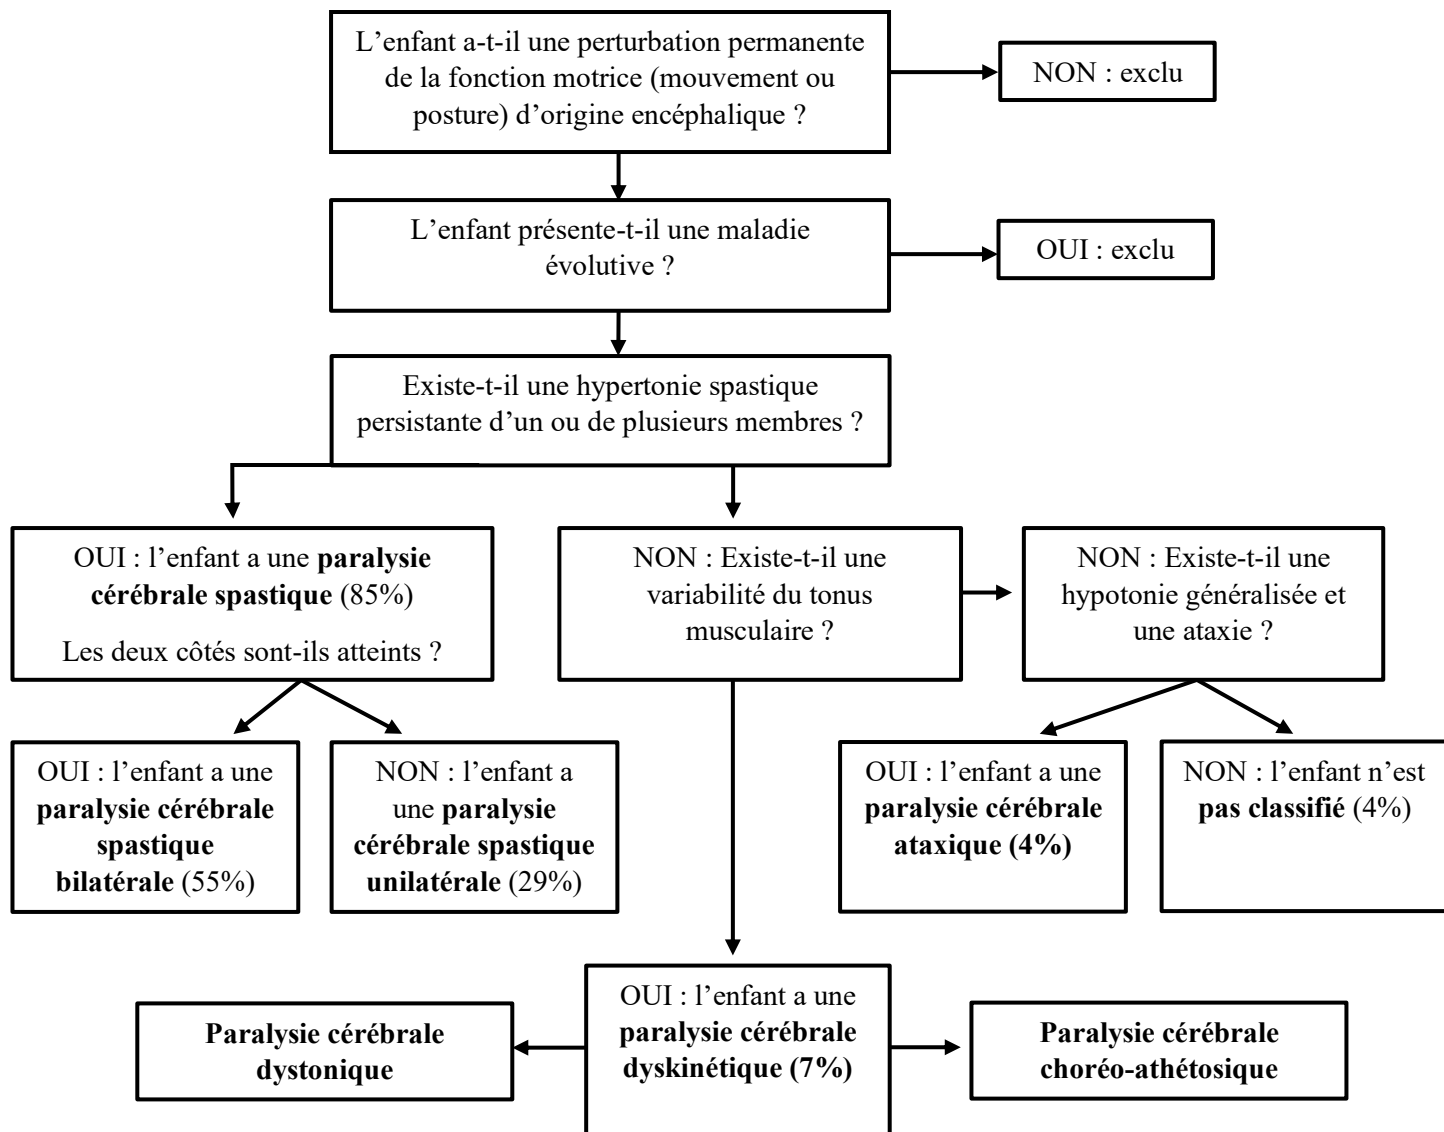 L’enfant a-t-il une perturbation permanente
de la fonction motrice (mouvement ou
posture) d’origine encéphalique ?
NON : exclu
L’enfant présente-t-il une maladie
évolutive ?
OUI : exclu
Existe-t-il une hypertonie spastique
persistante d’un ou de plusieurs membres ?
OUI : l’enfant a une paralysie
cérébrale spastique (85%)
Les deux côtés sont-ils atteints ?
NON : Existe-t-il une
variabilité du tonus
musculaire ?
NON : Existe-t-il une
hypotonie généralisée et
une ataxie ?
OUI : l’enfant a une
paralysie cérébrale
spastique
bilatérale (55%)
NON : l’enfant a
une paralysie
cérébrale spastique
unilatérale (29%)
OUI : l’enfant a une
paralysie cérébrale
ataxique (4%)
NON : l’enfant n’est
pas classifié (4%)
OUI : l’enfant a une
paralysie cérébrale
dyskinétique (7%)
Paralysie cérébrale
dystonique
Paralysie cérébrale
choréo-athétosique